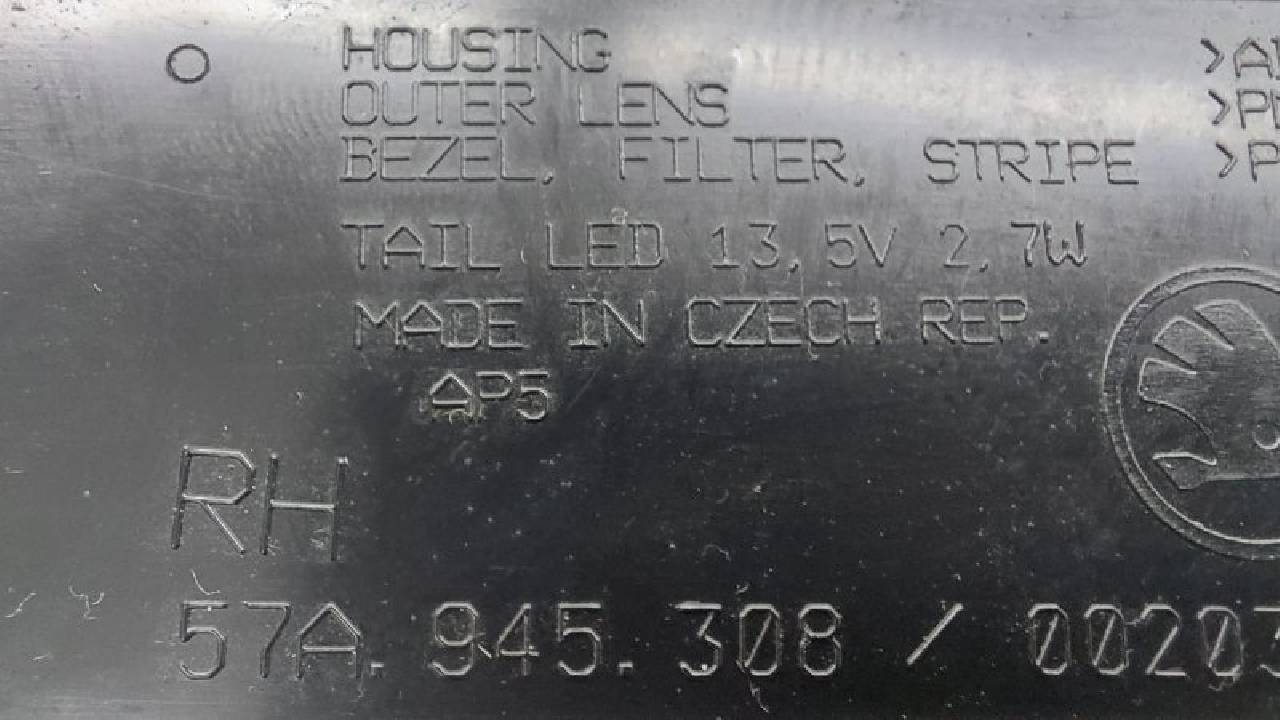 HOUSING
OUTER LENS
BEZEL, FILTER, STRIPE
TAIL LED 13,5V 2,7W
MADE IN CZECH REP.
AP5
RH
57A.945.308 / 00203